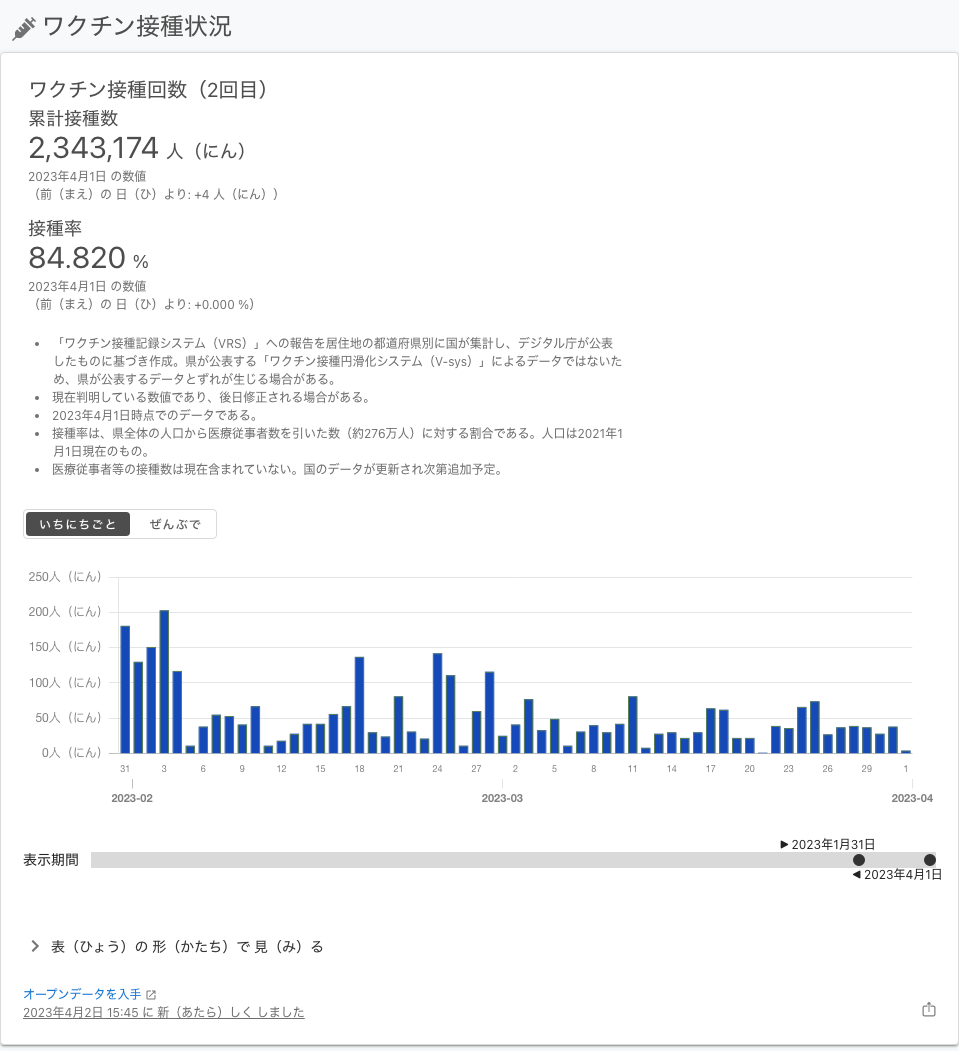 ワクチン接種状況
ワクチン接種回数（2回目）
累計接種数
2,343,174 人（にん）
2023年4月1日 の数値
（前（まえ）の 日（ひ）より: +4 人（にん））
接種率
84.820 %
2023年4月1日 の数値
（前（まえ）の 日（ひ）より: +0.000 %）
• 「ワクチン接種記録システム（VRS）」への報告を居住地の都道府県別に国が集計し、デジタル庁が公表
したものに基づき作成。県が公表する「ワクチン接種円滑化システム（V-sys）」によるデータではないた
め、県が公表するデータとずれが生じる場合がある。
• 現在判明している数値であり、後日修正される場合がある。
• 2023年4月1日時点でのデータである。
• 接種率は、県全体の人口から医療従事者数を引いた数（約276万人）に対する割合である。人口は2021年1
月1日現在のもの。
• 医療従事者等の接種数は現在含まれていない。国のデータが更新され次第追加予定。
いちにちごと ぜんぶで
250人（にん）
200人（にん）
150人（にん）
100人（にん）
50人（にん）
0人（にん）
31 3 6 9 12 15 18 21 24 27 2 5 8 11 14 17 20 23 26 29 1
2023-02 2023-03 2023-04
2023年1月31日
表示期間
2023年4月1日
表（ひょう）の 形（かたち）で 見（み）る
オープンデータを入手
2023年4月2日 15:45 に 新（あたら）しく しました